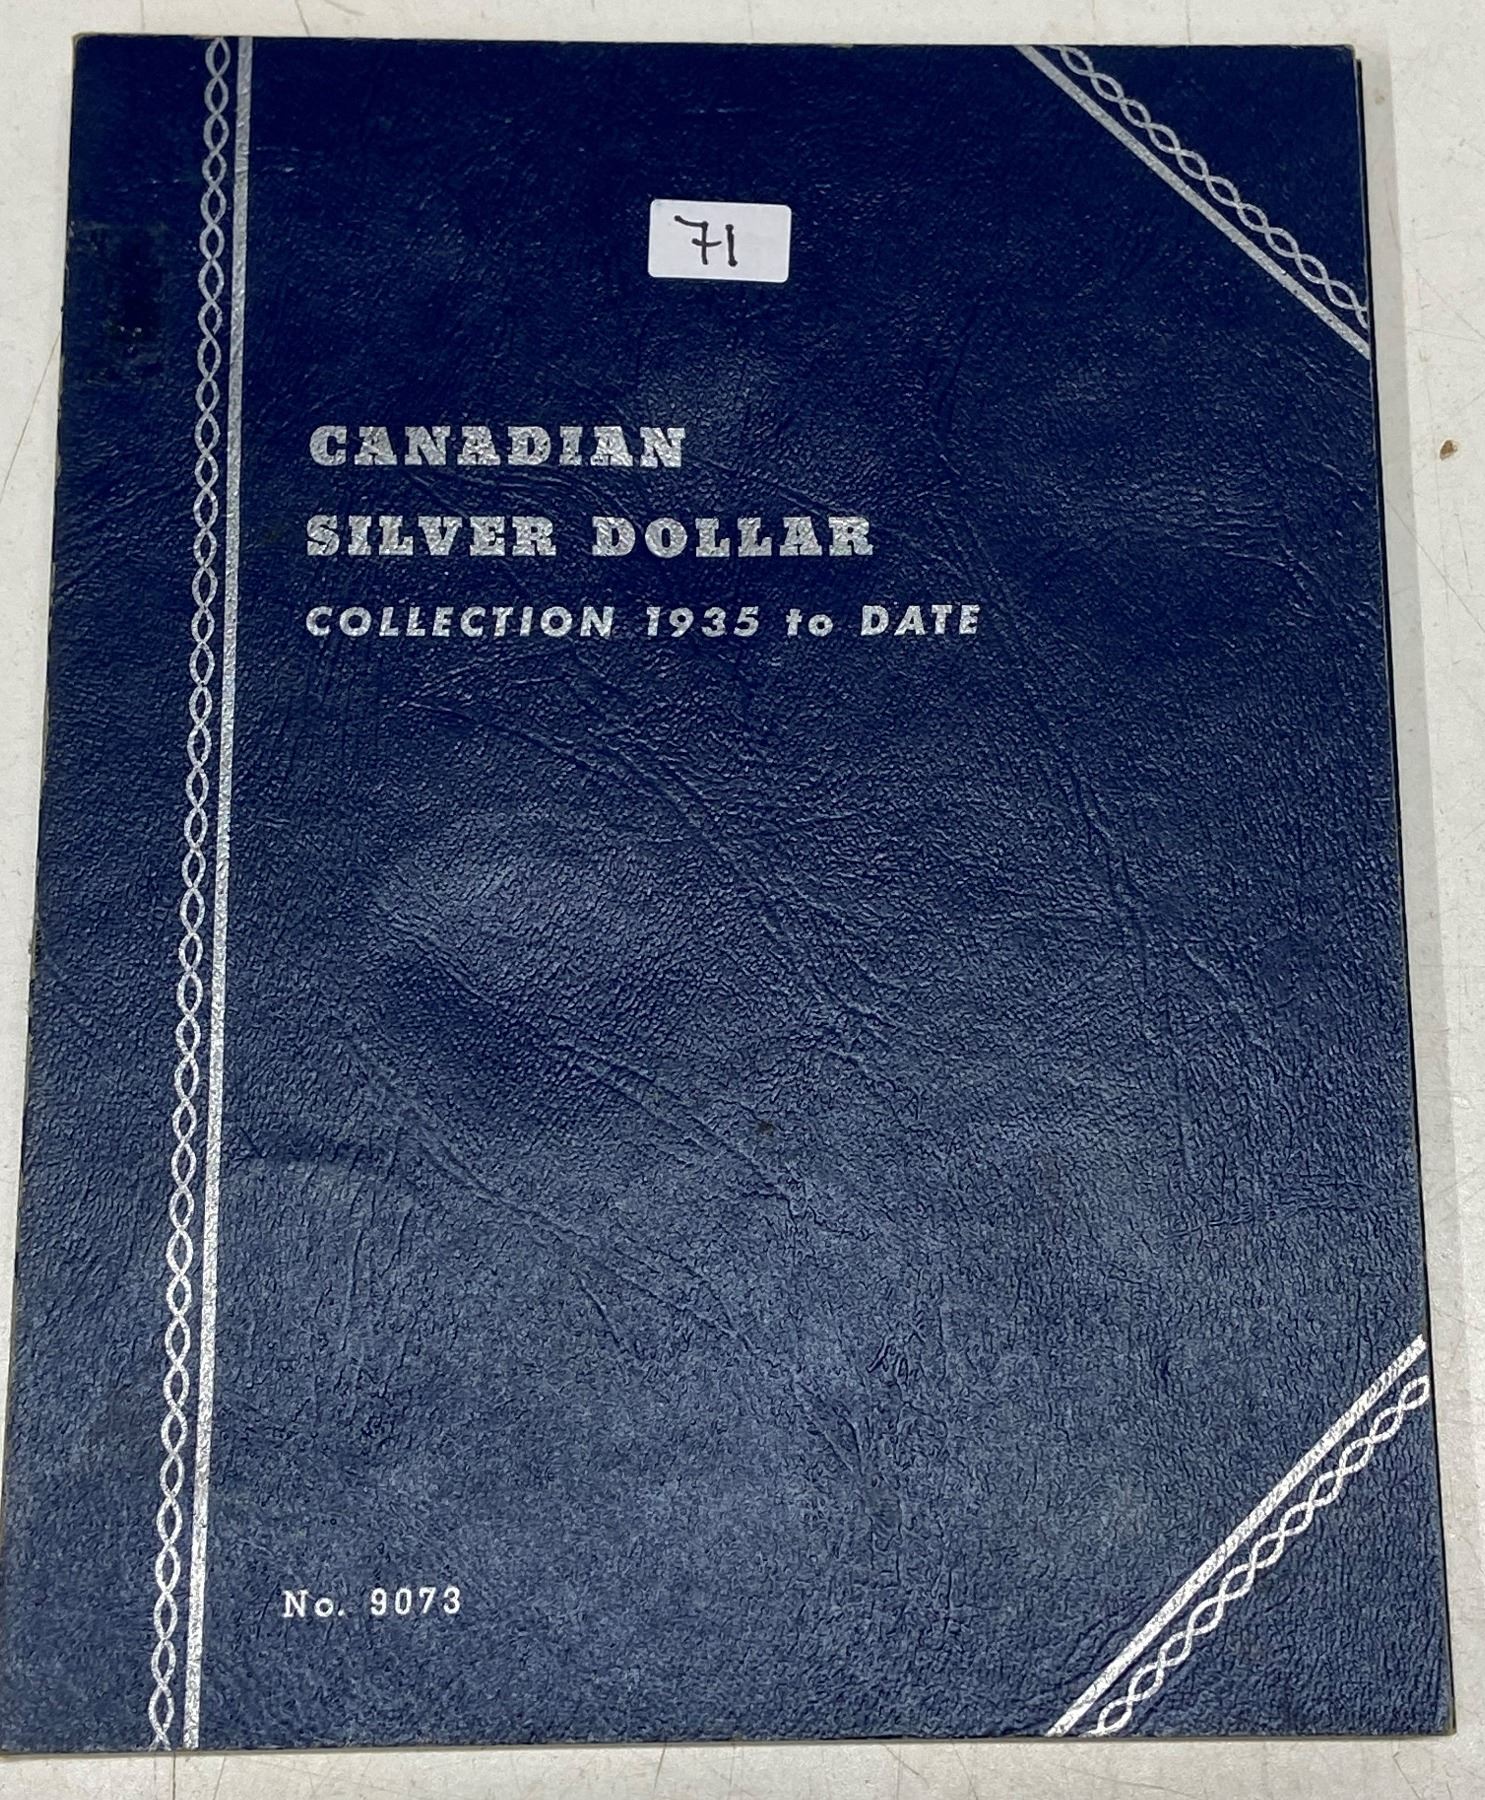 71
CANADIAN
SILVER DOLLAR
COLLECTION 1935 to DATE
No. 9073